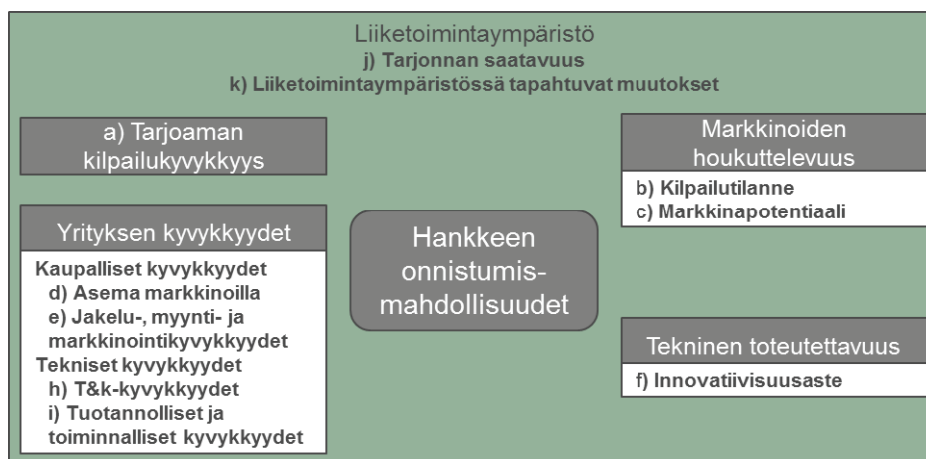 Liiketoimintaympäristö
j) Tarjonnan saatavuus
k) Liiketoimintaympäristössä tapahtuvat muutokset
a) Tarjoaman
kilpailukyvykkyys
Yrityksen kyvykkyydet
Kaupalliset kyvykkyydet
d) Asema markkinoilla
e) Jakelu-, myynti- ja
markkinointikyvykkyydet
Tekniset kyvykkyydet
h) T&k-kyvykkyydet
i) Tuotannolliset ja
toiminnalliset kyvykkyydet
Hankkeen
onnistumis-
mahdollisuudet
Markkinoiden
houkuttelevuus
b) Kilpailutilanne
c) Markkinapotentiaali
Tekninen toteutettavuus
f) Innovatiivisuusaste